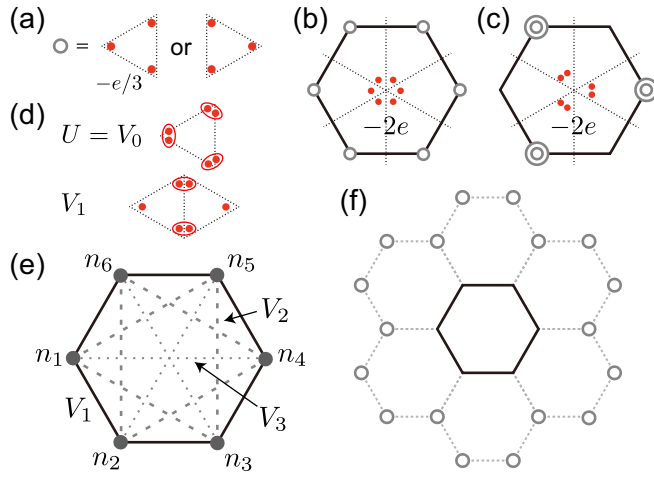 (a)
= or
−e/3
(b)
−2e
(c)
−2e
(d)
U = V₀
V₁
(e)
n₆ n₅
V₂
n₁ n₄
V₁ V₃
n₂ n₃
(f)